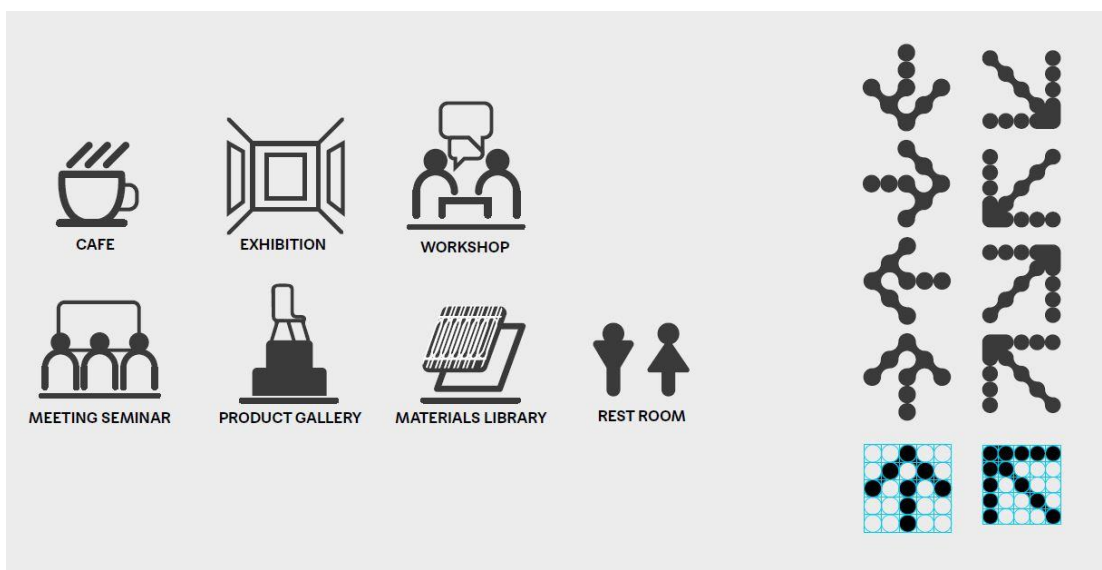 CAFE
EXHIBITION
WORKSHOP
MEETING SEMINAR
PRODUCT GALLERY
MATERIALS LIBRARY
REST ROOM